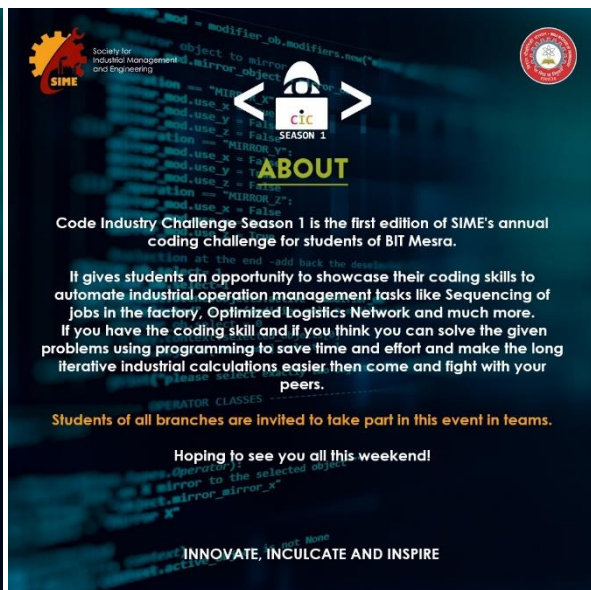 SIME
Society for
Industrial Management
and Engineering
< >
CIC
SEASON 1
ABOUT
Code Industry Challenge Season 1 is the first edition of SIME's annual
coding challenge for students of BIT Mesra.
It gives students an opportunity to showcase their coding skills to
automate industrial operation management tasks like Sequencing of
jobs in the factory, Optimized Logistics Network and much more.
If you have the coding skill and if you think you can solve the given
problems using programming to save time and effort and make the long
iterative industrial calculations easier then come and fight with your
peers.
Students of all branches are invited to take part in this event in teams.
Hoping to see you all this weekend!
INNOVATE, INCULCATE AND INSPIRE